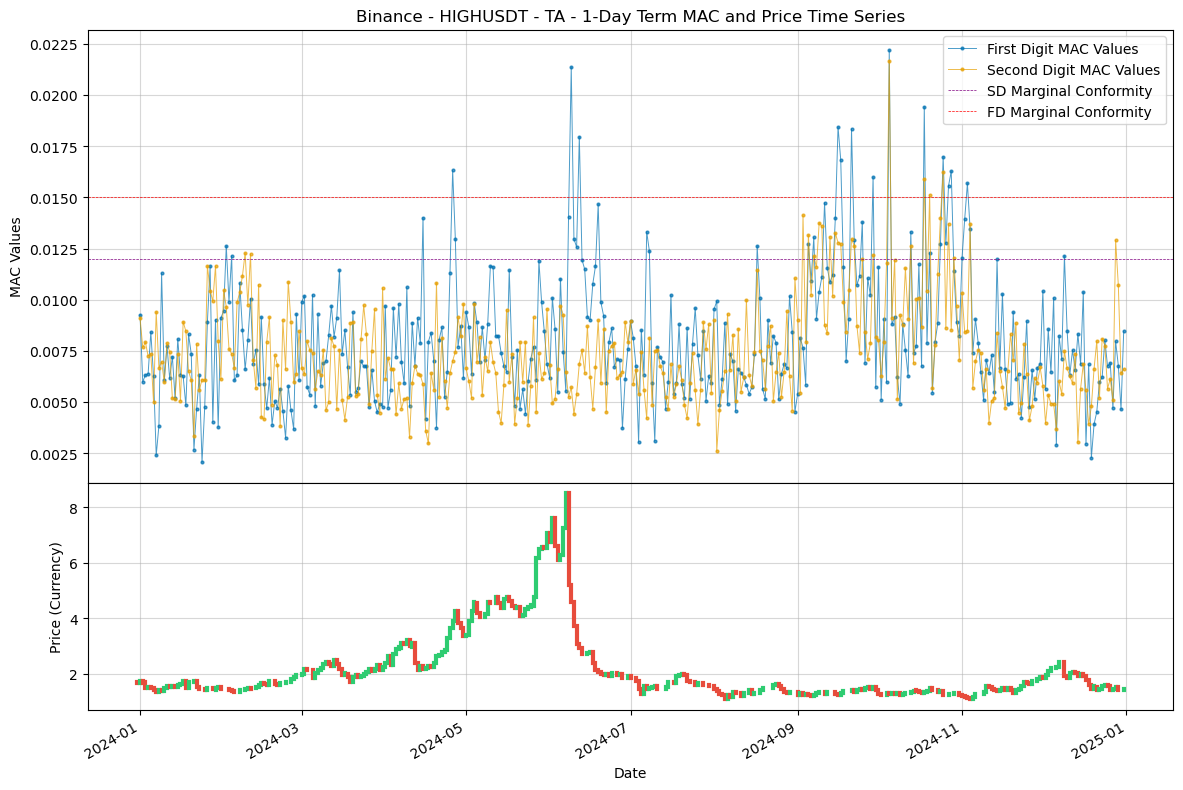 Binance - HIGHUSDT - TA - 1-Day Term MAC and Price Time Series
First Digit MAC Values
Second Digit MAC Values
SD Marginal Conformity
FD Marginal Conformity
MAC Values
0.0225
0.0200
0.0175
0.0150
0.0125
0.0100
0.0075
0.0050
0.0025
Price (Currency)
8
6
4
2
2024-01
2024-03
2024-05
2024-07
2024-09
2024-11
2025-01
Date